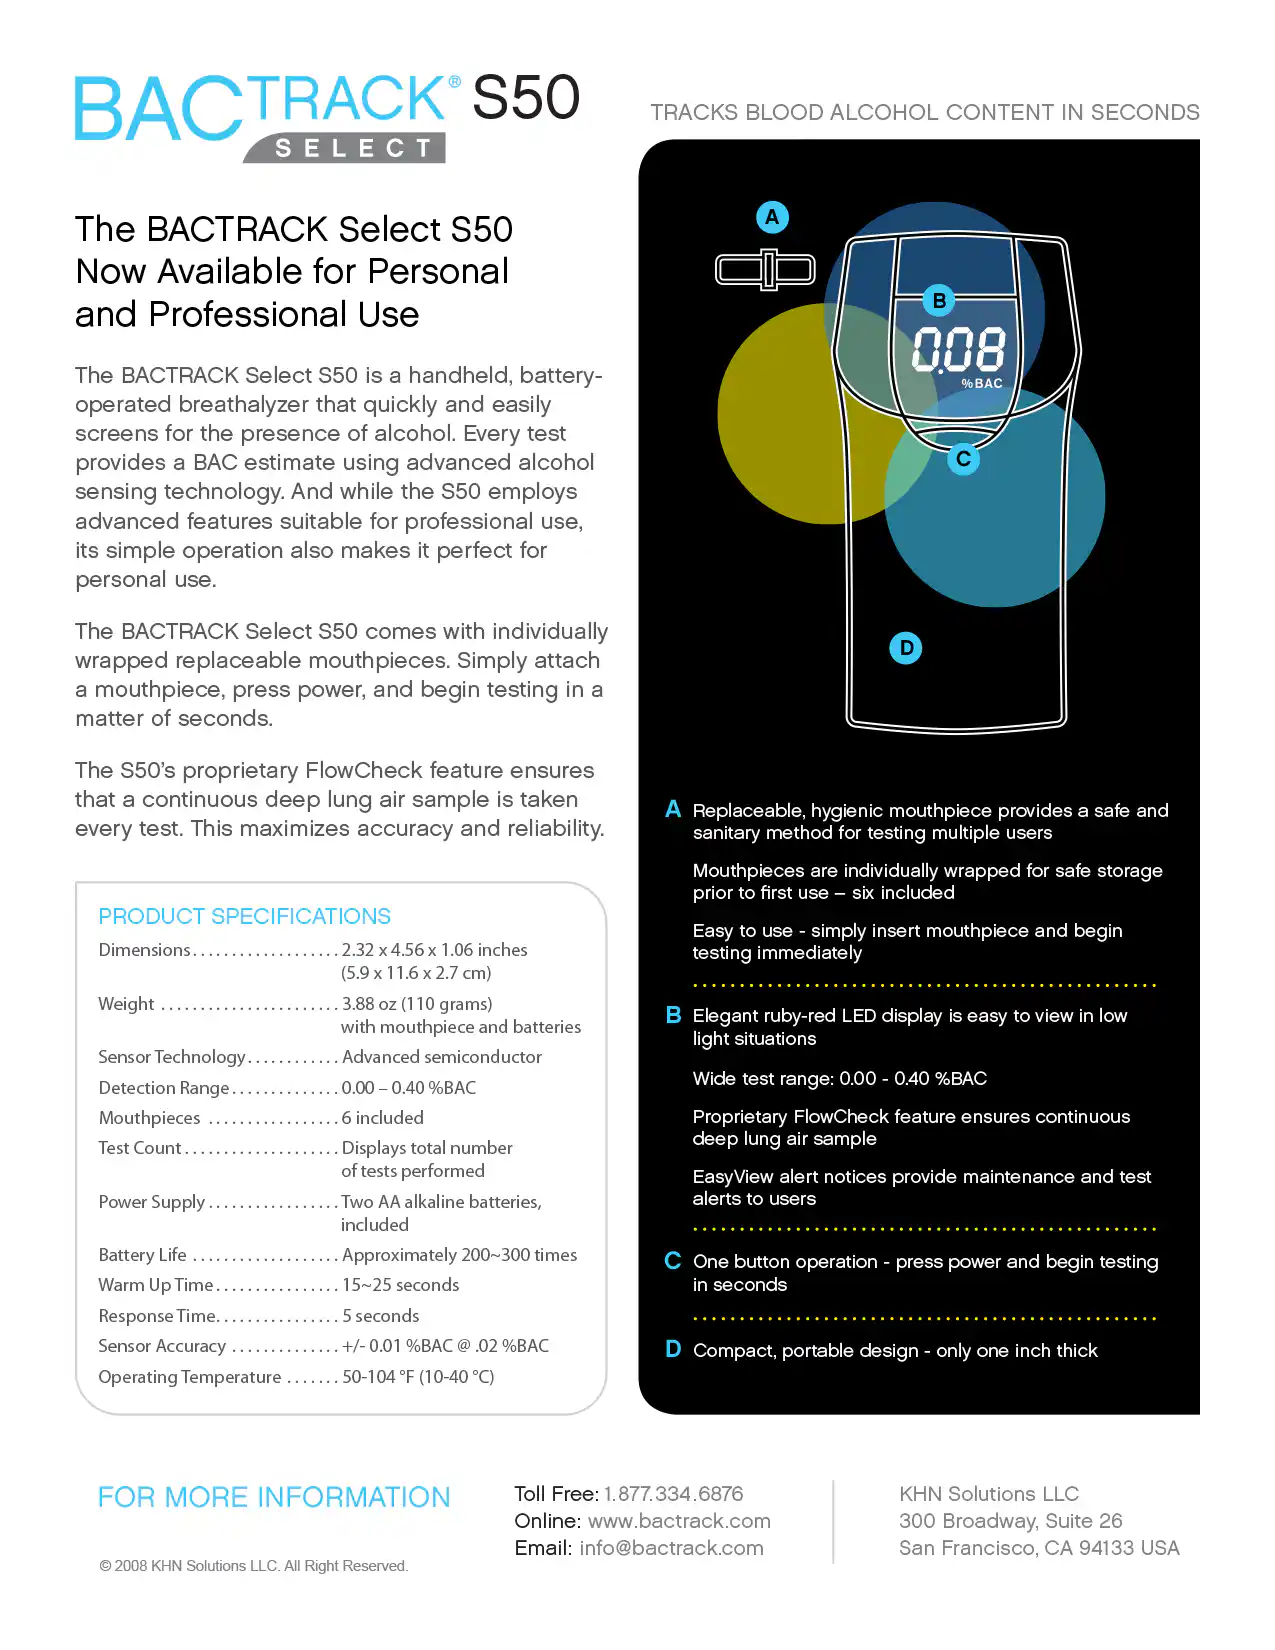 BACTRACK® S50
SELECT
TRACKS BLOOD ALCOHOL CONTENT IN SECONDS
The BACTRACK Select S50
Now Available for Personal
and Professional Use
The BACTRACK Select S50 is a handheld, battery-
operated breathalyzer that quickly and easily
screens for the presence of alcohol. Every test
provides a BAC estimate using advanced alcohol
sensing technology. And while the S50 employs
advanced features suitable for professional use,
its simple operation also makes it perfect for
personal use.
The BACTRACK Select S50 comes with individually
wrapped replaceable mouthpieces. Simply attach
a mouthpiece, press power, and begin testing in a
matter of seconds.
The S50's proprietary FlowCheck feature ensures
that a continuous deep lung air sample is taken
every test. This maximizes accuracy and reliability.
PRODUCT SPECIFICATIONS
Dimensions . . . . . . . . . . . . . . . . . . . 2.32 x 4.56 x 1.06 inches
(5.9 x 11.6 x 2.7 cm)
Weight . . . . . . . . . . . . . . . . . . . . . . . 3.88 oz (110 grams)
with mouthpiece and batteries
Sensor Technology . . . . . . . . . . . . Advanced semiconductor
Detection Range . . . . . . . . . . . . . . 0.00 – 0.40 %BAC
Mouthpieces . . . . . . . . . . . . . . . . . 6 included
Test Count . . . . . . . . . . . . . . . . . . . . Displays total number
of tests performed
Power Supply . . . . . . . . . . . . . . . . . Two AA alkaline batteries,
included
Battery Life . . . . . . . . . . . . . . . . . . . Approximately 200~300 times
Warm Up Time . . . . . . . . . . . . . . . . 15~25 seconds
Response Time. . . . . . . . . . . . . . . . 5 seconds
Sensor Accuracy . . . . . . . . . . . . . . +/- 0.01 %BAC @ .02 %BAC
Operating Temperature . . . . . . . 50-104 °F (10-40 °C)
A
B
0.08
%BAC
C
D
A Replaceable, hygienic mouthpiece provides a safe and
sanitary method for testing multiple users
Mouthpieces are individually wrapped for safe storage
prior to first use – six included
Easy to use - simply insert mouthpiece and begin
testing immediately
B Elegant ruby-red LED display is easy to view in low
light situations
Wide test range: 0.00 - 0.40 %BAC
Proprietary FlowCheck feature ensures continuous
deep lung air sample
EasyView alert notices provide maintenance and test
alerts to users
C One button operation - press power and begin testing
in seconds
D Compact, portable design - only one inch thick
FOR MORE INFORMATION
© 2008 KHN Solutions LLC. All Right Reserved.
Toll Free: 1.877.334.6876
Online: www.bactrack.com
Email: info@bactrack.com
KHN Solutions LLC
300 Broadway, Suite 26
San Francisco, CA 94133 USA